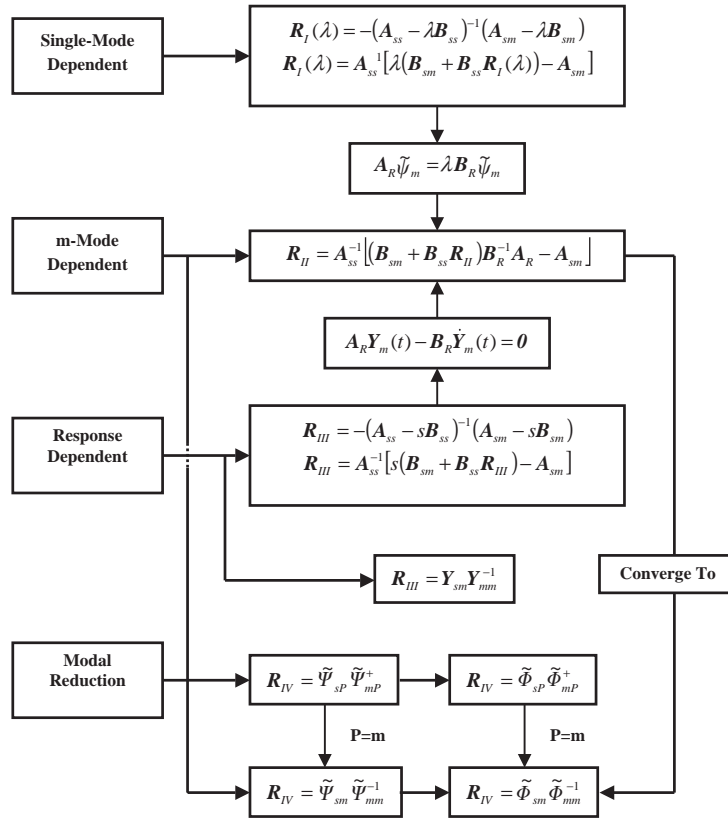 Single-Mode
Dependent
R_I(λ) = -(A_ss - λB_ss)^{-1}(A_sm - λB_sm)
R_I(λ) = A_ss^1[λ(B_sm + B_ss R_I(λ)) - A_sm]
A_R ψ̃_m = λB_R ψ̃_m
m-Mode
Dependent
R_II = A_ss^{-1}⌊(B_sm + B_ss R_II)B_R^{-1}A_R - A_sm⌋
A_R Y_m(t) - B_R Ẏ_m(t) = 0
Response
Dependent
R_III = -(A_ss - sB_ss)^{-1}(A_sm - sB_sm)
R_III = A_ss^{-1}[s(B_sm + B_ss R_III) - A_sm]
R_III = Y_sm Y_mm^{-1}
Converge To
Modal
Reduction
R_IV = Ψ̃_sP Ψ̃_mP^+
R_IV = Φ̃_sP Φ̃_mP^+
P=m
P=m
R_IV = Ψ̃_sm Ψ̃_mm^{-1}
R_IV = Φ̃_sm Φ̃_mm^{-1}